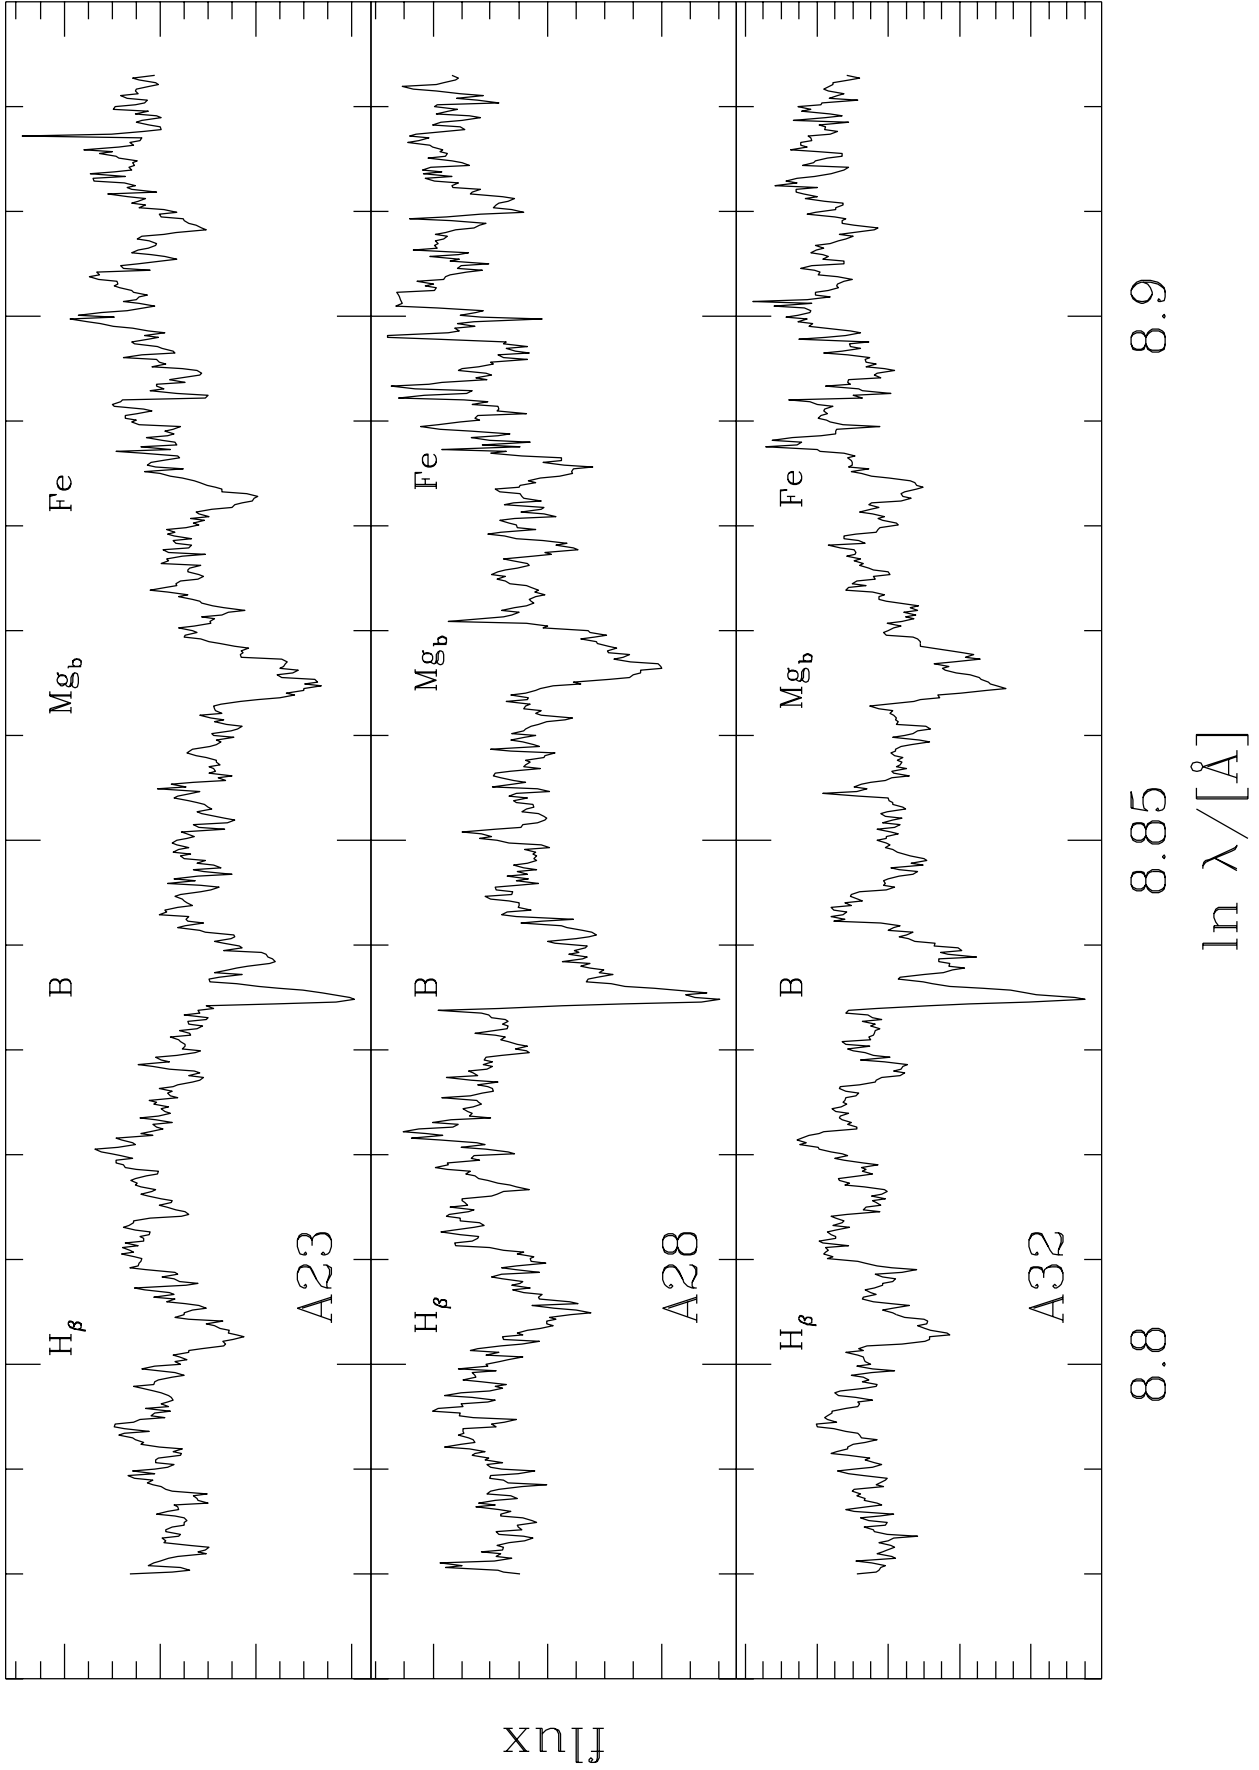 Hβ B Mgb Fe
A23
Hβ B Mgb Fe
A28
Hβ B Mgb Fe
A32
8.8 8.85 8.9
ln λ/[Å]
flux